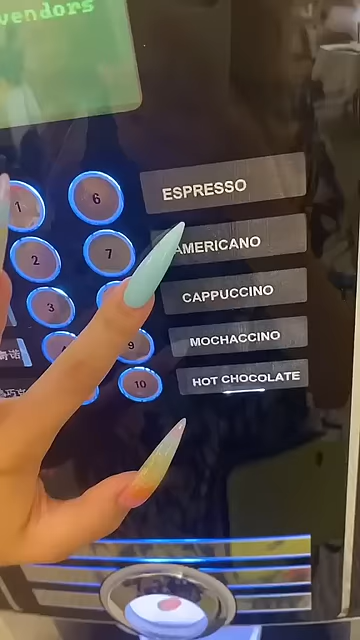 vendors
1
6
ESPRESSO
2
7
AMERICANO
3
CAPPUCCINO
9
MOCHACCINO
10
HOT CHOCOLATE